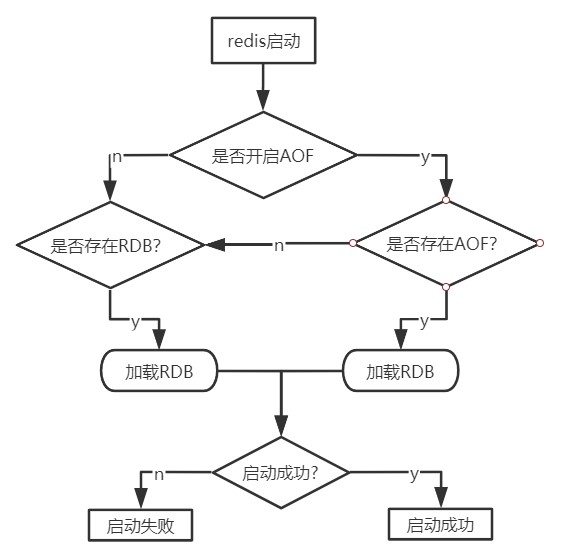 redis启动
是否开启AOF
n
y
是否存在RDB?
n
是否存在AOF?
y
y
加载RDB
加载RDB
启动成功?
n
y
启动失败
启动成功